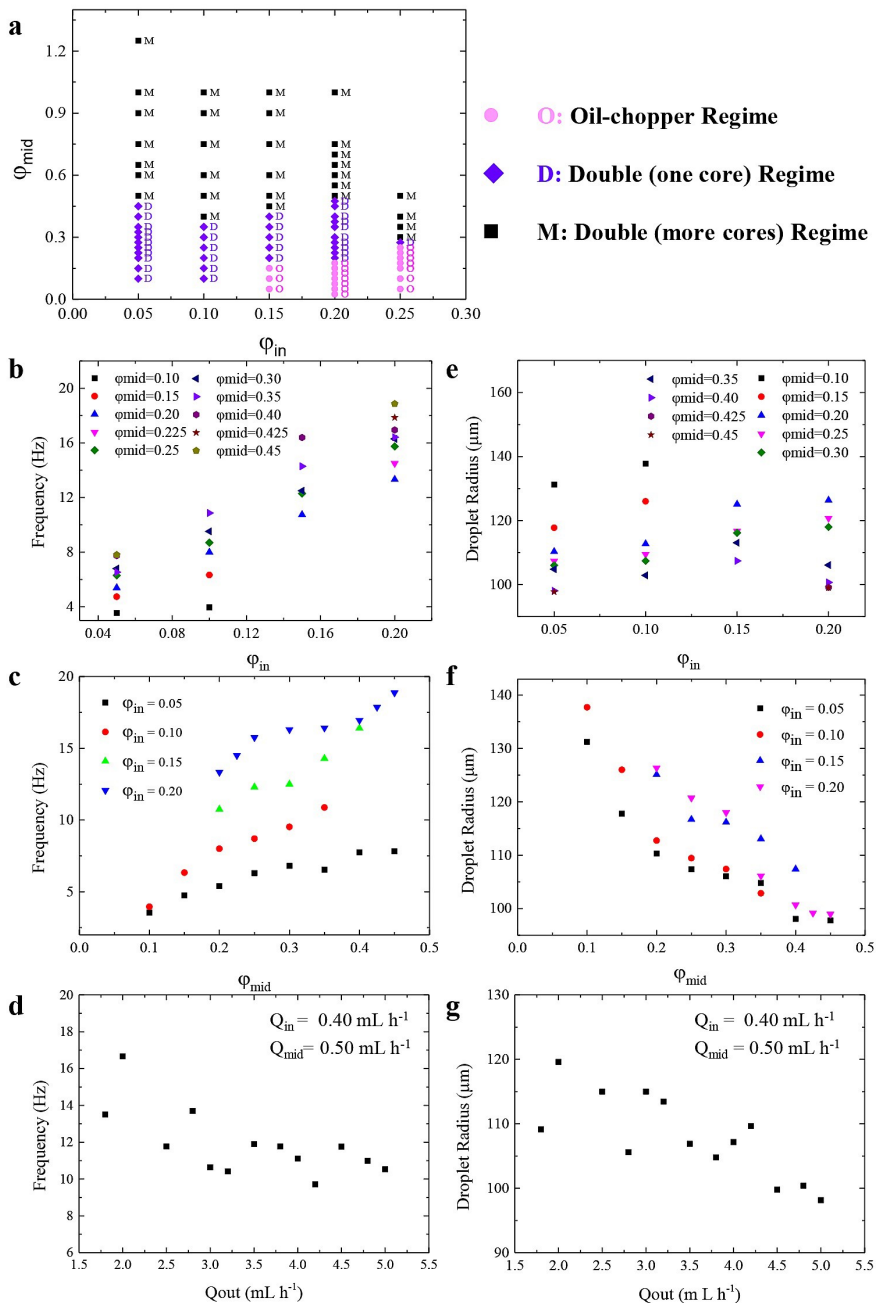 a
φmid
1.2
0.9
0.6
0.3
0.0
M
M M M M
M M M
M M M M
M
M M
M M M M
M
M M M M M
D M M D M
D D D D M
D D D D M
D D D D O
D D D D O
D D O O O
D D O O O
O O O
0.00 0.05 0.10 0.15 0.20 0.25 0.30
φin
O: Oil-chopper Regime
D: Double (one core) Regime
M: Double (more cores) Regime
b
Frequency (Hz)
20
16
12
8
4
φmid=0.10 φmid=0.30
φmid=0.15 φmid=0.35
φmid=0.20 φmid=0.40
φmid=0.225 φmid=0.425
φmid=0.25 φmid=0.45
0.04 0.08 0.12 0.16 0.20
φin
e
Droplet Radius (μm)
160
140
120
100
φmid=0.35 φmid=0.10
φmid=0.40 φmid=0.15
φmid=0.425 φmid=0.20
φmid=0.45 φmid=0.25
φmid=0.30
0.05 0.10 0.15 0.20
φin
c
Frequency (Hz)
20
15
10
5
φin = 0.05
φin = 0.10
φin = 0.15
φin = 0.20
0.0 0.1 0.2 0.3 0.4 0.5
φmid
f
Droplet Radius (μm)
140
130
120
110
100
φin = 0.05
φin = 0.10
φin = 0.15
φin = 0.20
0.0 0.1 0.2 0.3 0.4 0.5
φmid
d
Frequency (Hz)
20
18
16
14
12
10
8
6
Qin = 0.40 mL h-1
Qmid= 0.50 mL h-1
1.5 2.0 2.5 3.0 3.5 4.0 4.5 5.0 5.5
Qout (mL h-1)
g
Droplet Radius (μm)
130
120
110
100
90
Qin = 0.40 mL h-1
Qmid = 0.50 mL h-1
1.5 2.0 2.5 3.0 3.5 4.0 4.5 5.0 5.5
Qout (m L h-1)